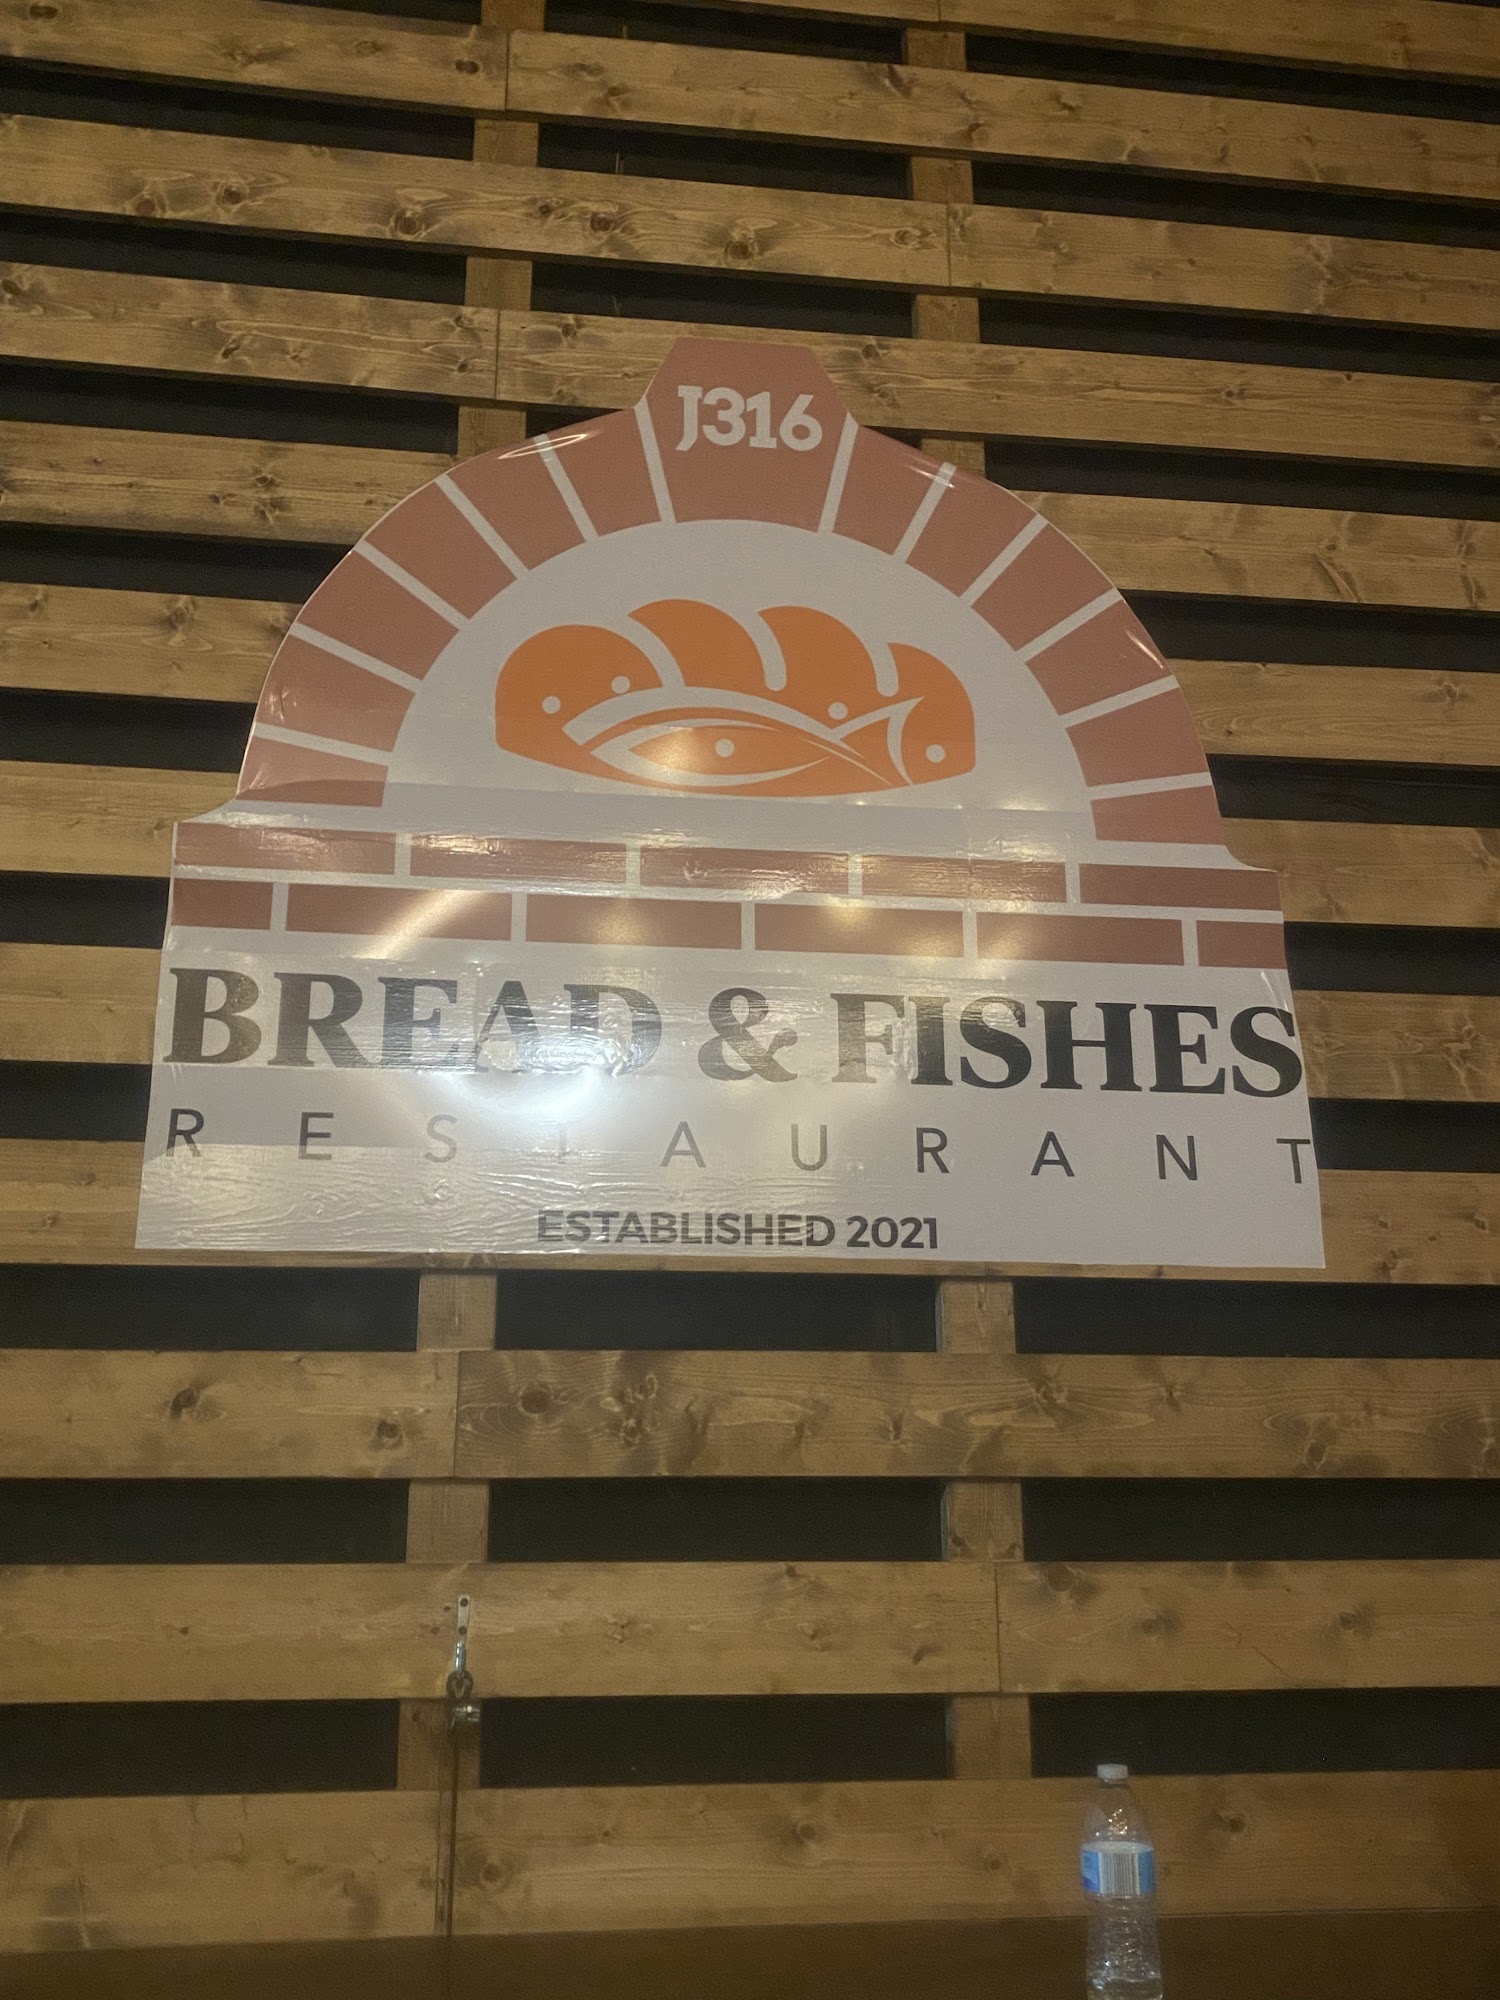 J316
BREAD & FISHES
RESTAURANT
ESTABLISHED 2021